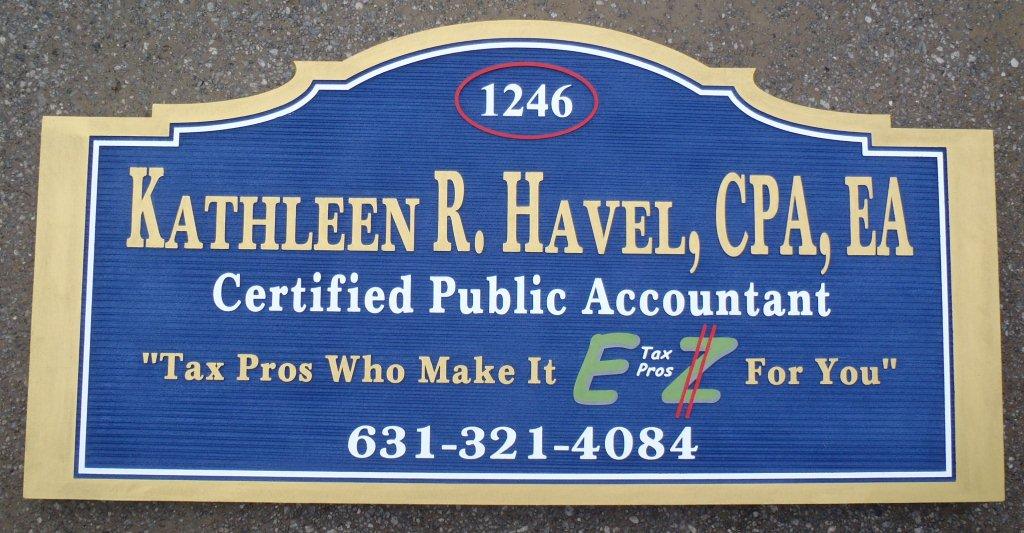 1246
KATHLEEN R. HAVEL, CPA, EA
Certified Public Accountant
"Tax Pros Who Make It E Tax Pros Z For You"
631-321-4084